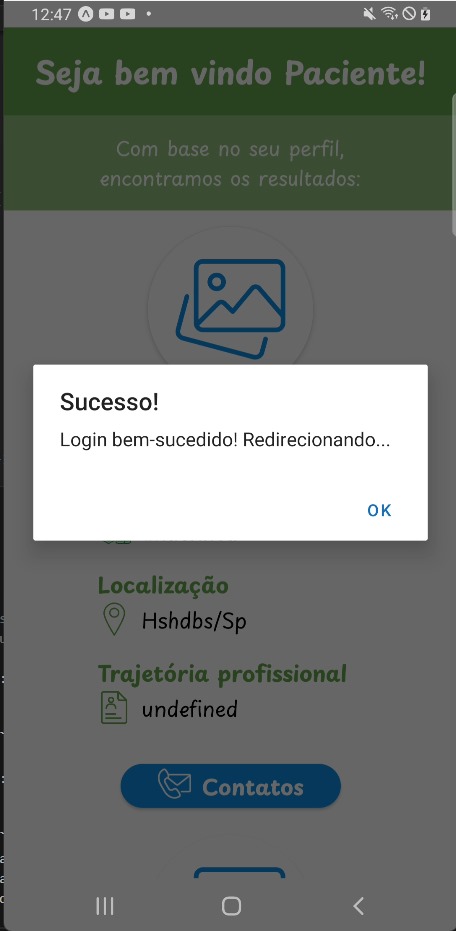 12:47
Seja bem vindo Paciente!
Com base no seu perfil,
encontramos os resultados:
Sucesso!
Login bem-sucedido! Redirecionando...
OK
Localização
Hshdbs/Sp
Trajetória profissional
undefined
Contatos